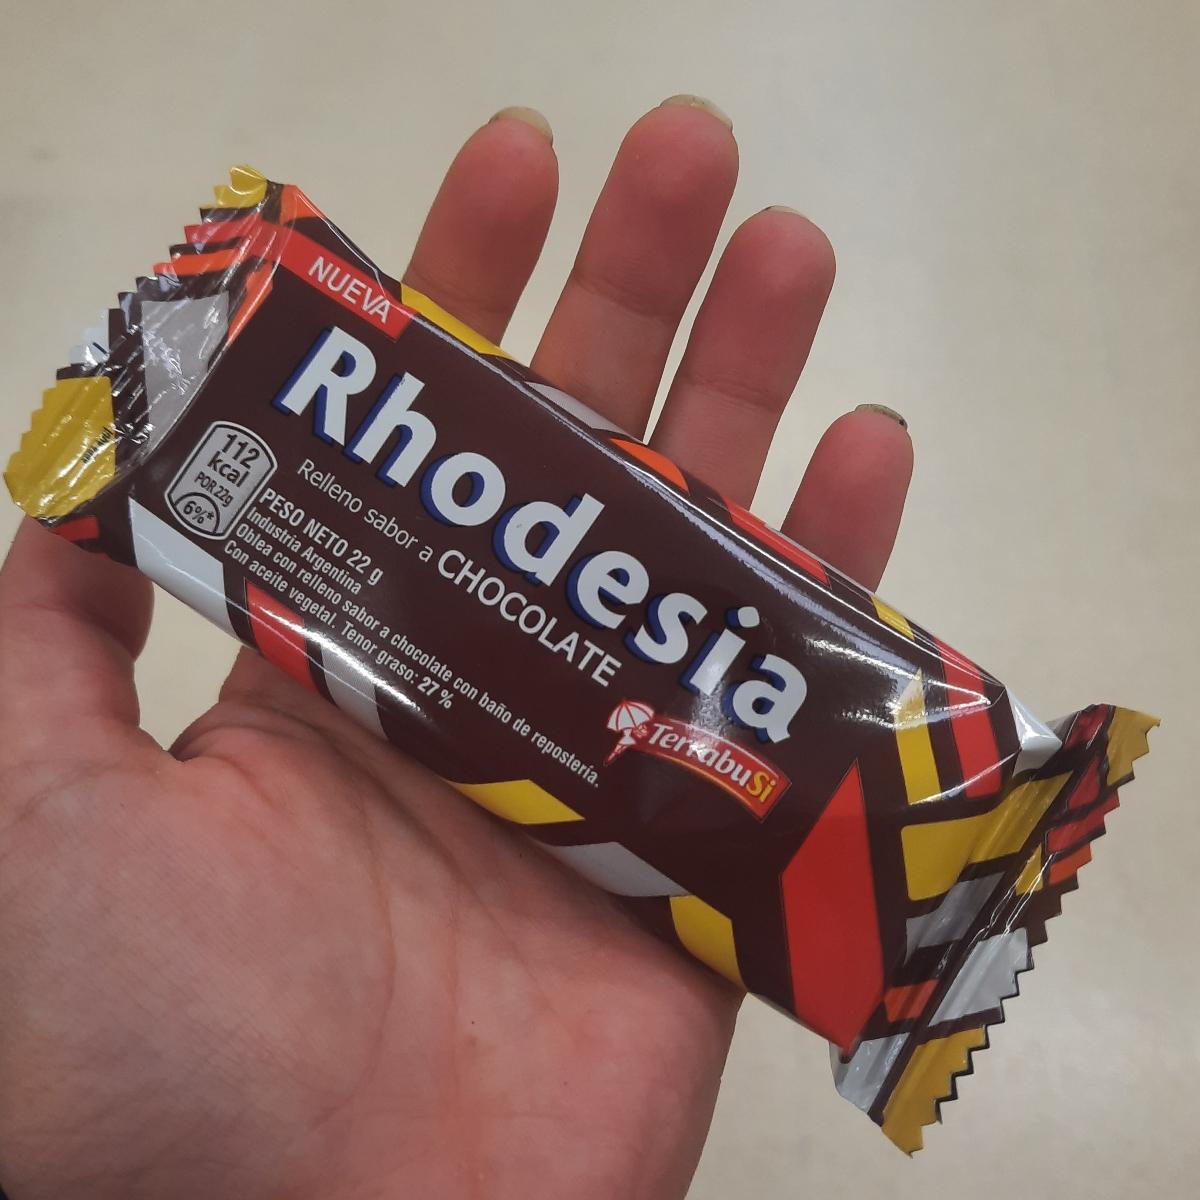 NUEVA
Rhodesia
Relleno sabor a CHOCOLATE
112
kcal
POR 22g
6%*
PESO NETO 22 g
Industria Argentina
Oblea con relleno sabor a chocolate con baño de repostería.
Con aceite vegetal. Tenor graso: 27 %
TerrabuSi